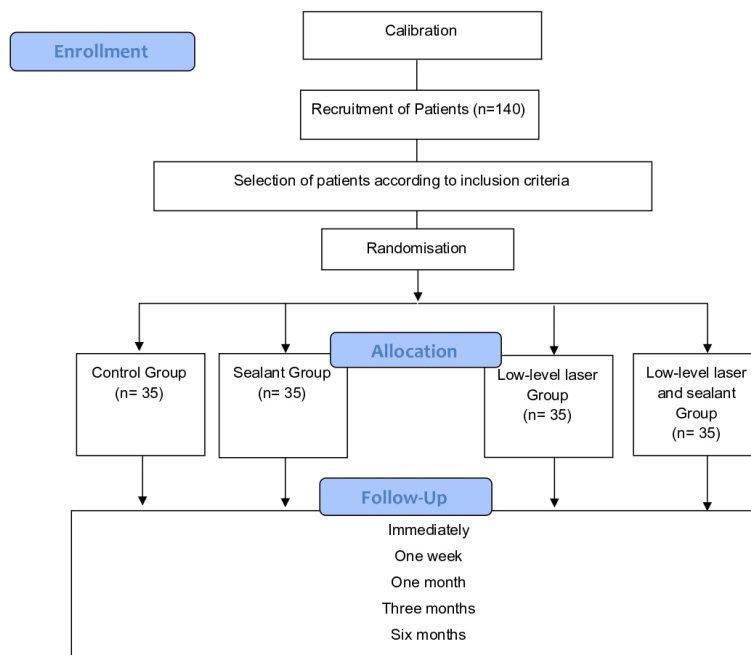 Calibration
Enrollment
Recruitment of Patients (n=140)
Selection of patients according to inclusion criteria
Randomisation
Allocation
Control Group
(n= 35)
Sealant Group
(n= 35)
Low-level laser
Group
(n= 35)
Low-level laser
and sealant
Group
(n= 35)
Follow-Up
Immediately
One week
One month
Three months
Six months